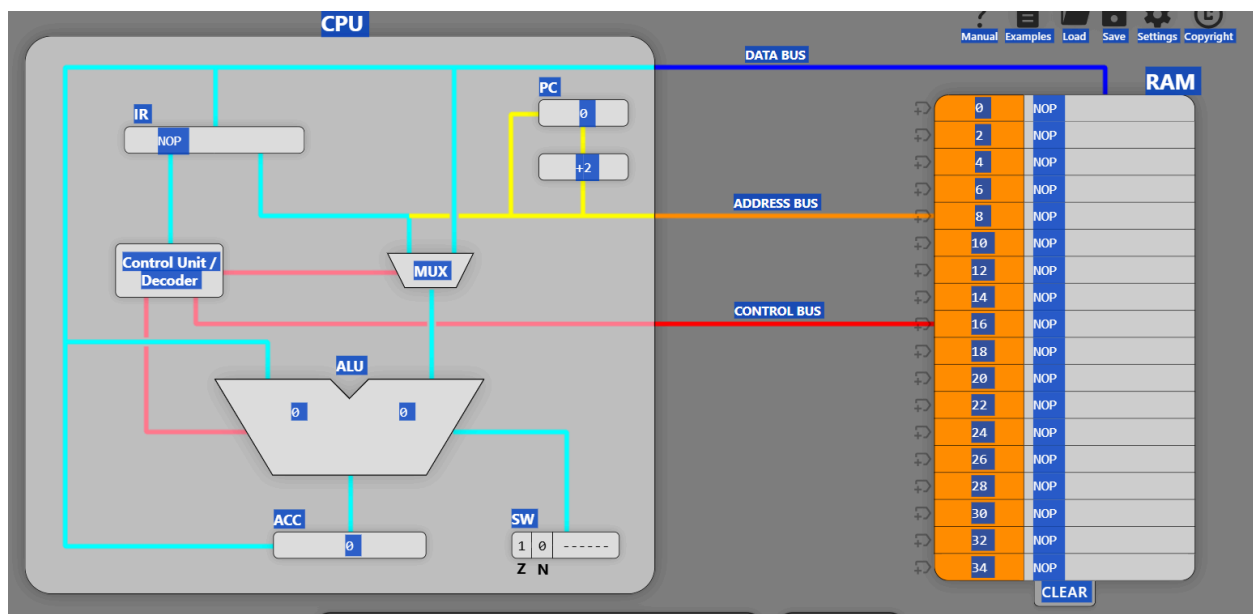 CPU
Manual Examples Load Save Settings Copyright
DATA BUS
RAM
PC
0
IR
NOP
+2
ADDRESS BUS
Control Unit /
Decoder
MUX
CONTROL BUS
ALU
0 0
ACC
0
SW
1 0 ------
Z N
0 NOP
2 NOP
4 NOP
6 NOP
8 NOP
10 NOP
12 NOP
14 NOP
16 NOP
18 NOP
20 NOP
22 NOP
24 NOP
26 NOP
28 NOP
30 NOP
32 NOP
34 NOP
CLEAR